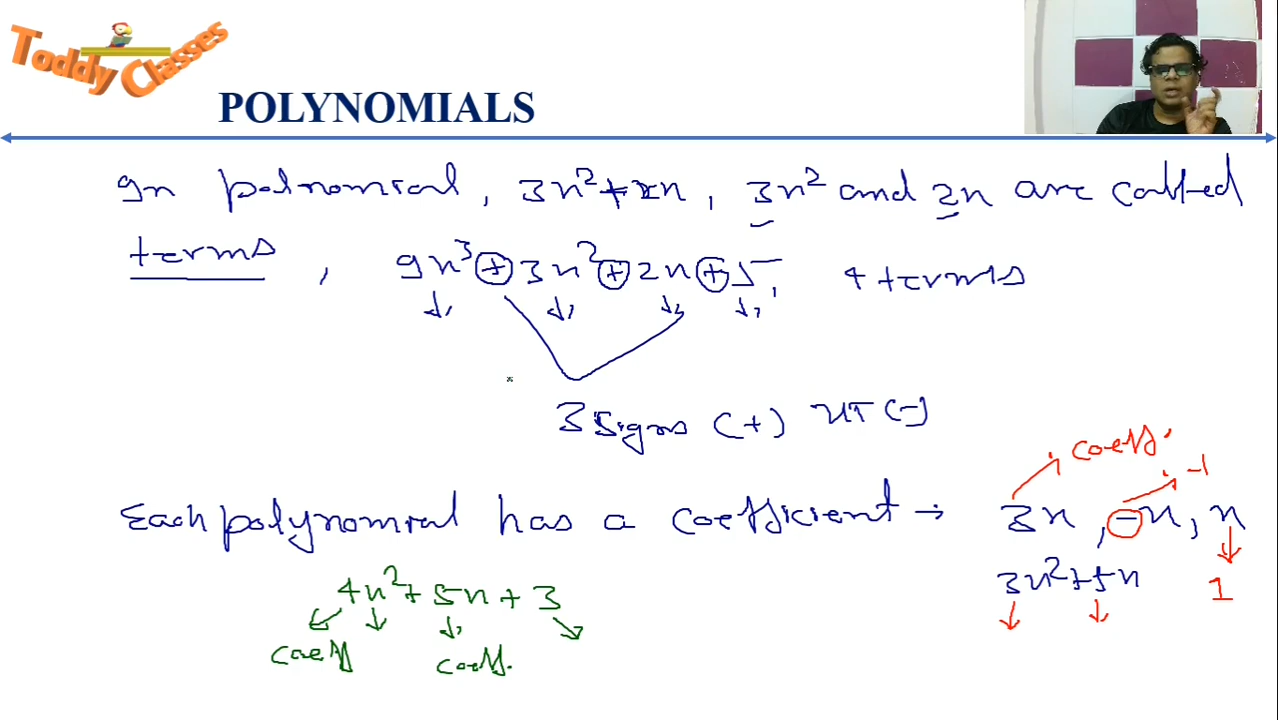 Toddy Classes
POLYNOMIALS
In polnomial, 3x²+2x, 3x² and 2x are called
terms, 9x³+3x²+2x+5, 4 terms
3 signs (+) या (-)
coeff.
-1
Each polynomial has a coefficient → 3x, -x, x
4x²+5x+3
3x²+5x
1
coeff
coeff.